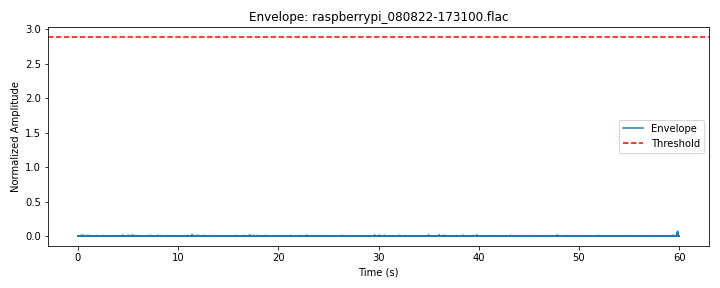 Envelope: raspberrypi_080822-173100.flac
Normalized Amplitude
3.0
2.5
2.0
1.5
1.0
0.5
0.0
Envelope
Threshold
0 10 20 30 40 50 60
Time (s)